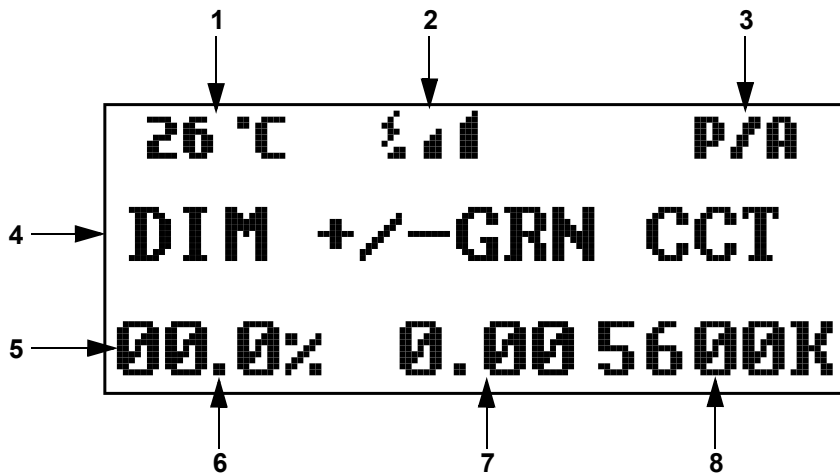 1 2 3
26 °C P/A
4 DIM +/-GRN CCT
5 00.0% 0.00 5600K
6 7 8